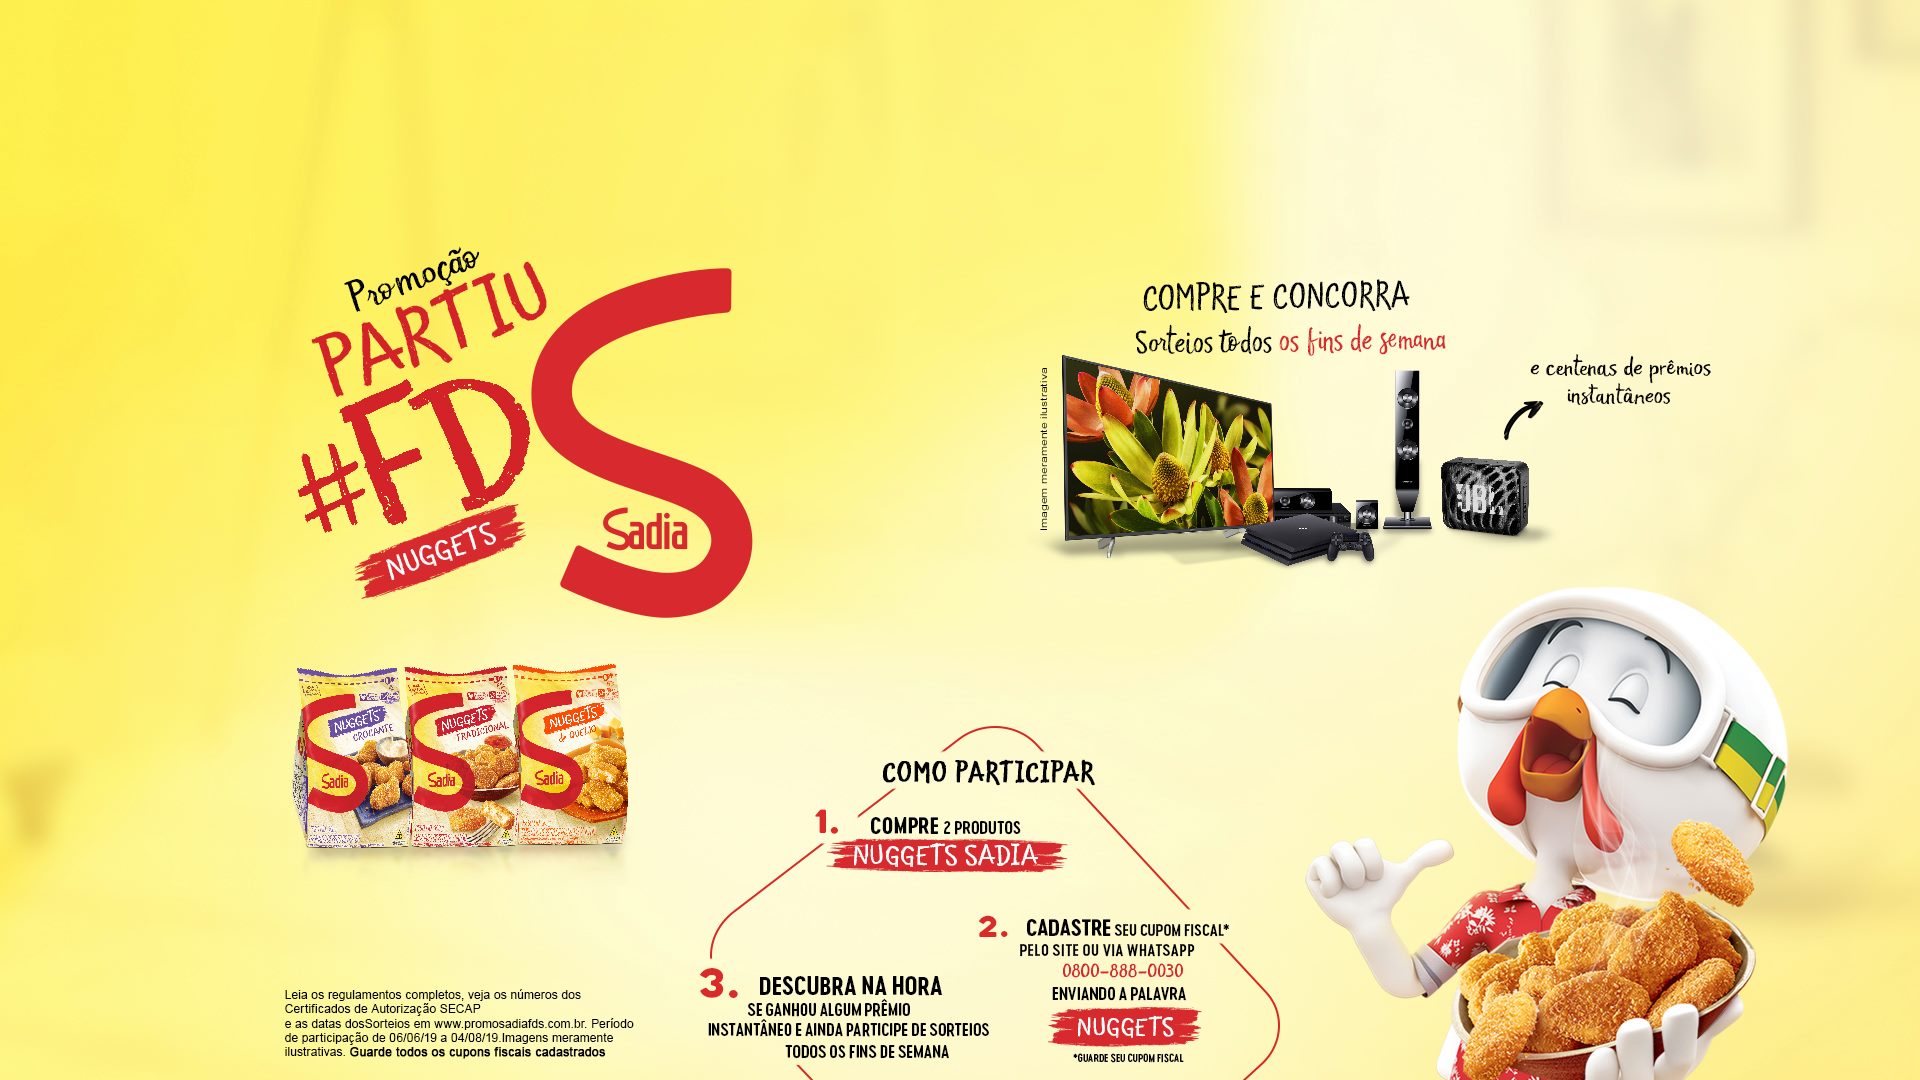 Promoção
PARTIU
#FDS
Sadia
NUGGETS
COMPRE E CONCORRA
Sorteios todos os fins de semana
e centenas de prêmios
instantâneos
Imagem meramente ilustrativa
JBL
NUGGETS
CROCANTE
Sadia
NUGGETS
TRADICIONAL
Sadia
NUGGETS
de QUEIJO
Sadia
COMO PARTICIPAR
1. COMPRE 2 PRODUTOS
NUGGETS SADIA
2. CADASTRE SEU CUPOM FISCAL*
PELO SITE OU VIA WHATSAPP
0800-888-0030
ENVIANDO A PALAVRA
NUGGETS
*GUARDE SEU CUPOM FISCAL
3. DESCUBRA NA HORA
SE GANHOU ALGUM PRÊMIO
INSTANTÂNEO E AINDA PARTICIPE DE SORTEIOS
TODOS OS FINS DE SEMANA
Leia os regulamentos completos, veja os números dos
Certificados de Autorização SECAP
e as datas dosSorteios em www.promosadiafds.com.br. Período
de participação de 06/06/19 a 04/08/19.Imagens meramente
ilustrativas. Guarde todos os cupons fiscais cadastrados